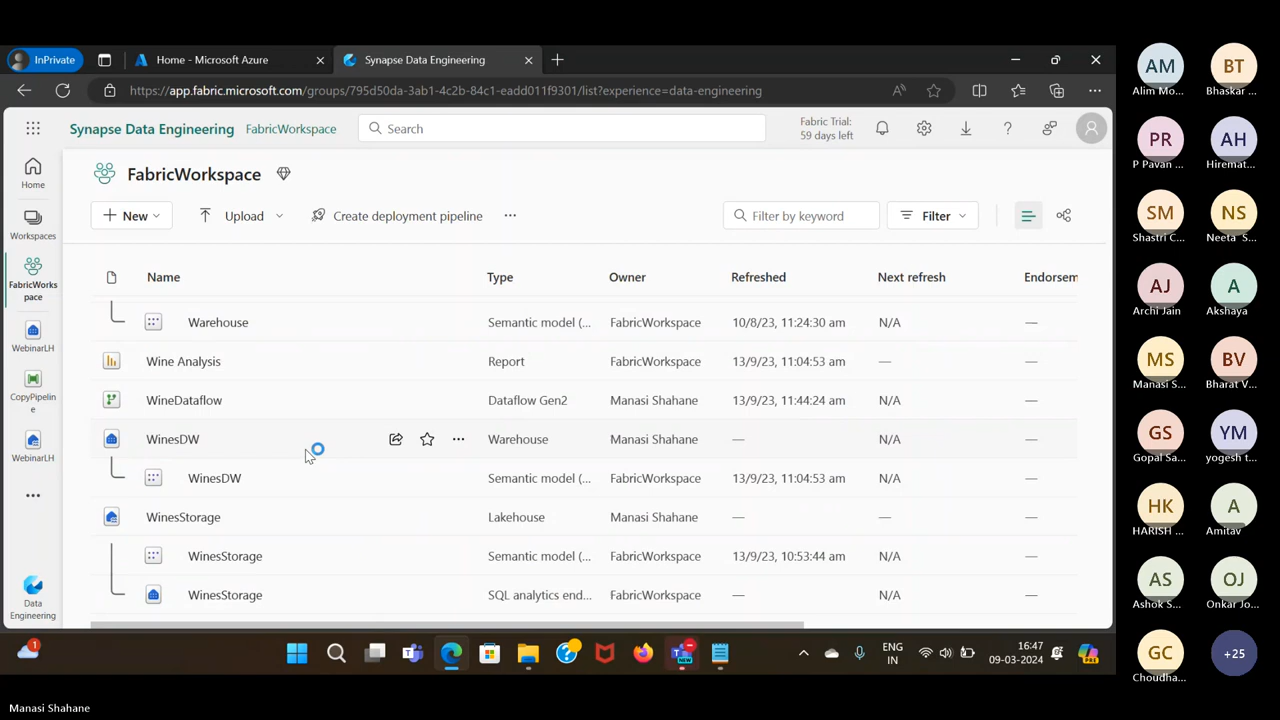 InPrivate
Home - Microsoft Azure
Synapse Data Engineering
https://app.fabric.microsoft.com/groups/795d50da-3ab1-4c2b-84c1-eadd011f9301/list?experience=data-engineering
Synapse Data Engineering FabricWorkspace
Search
Fabric Trial:
59 days left
Home
Workspaces
FabricWorks
pace
WebinarLH
CopyPipelin
e
WebinarLH
Data
Engineering
FabricWorkspace
New
Upload
Create deployment pipeline
Filter by keyword
Filter
Name Type Owner Refreshed Next refresh Endorsem
Warehouse Semantic model (... FabricWorkspace 10/8/23, 11:24:30 am N/A —
Wine Analysis Report FabricWorkspace 13/9/23, 11:04:53 am — —
WineDataflow Dataflow Gen2 Manasi Shahane 13/9/23, 11:44:24 am N/A —
WinesDW Warehouse Manasi Shahane — N/A —
WinesDW Semantic model (... FabricWorkspace 13/9/23, 11:04:53 am N/A —
WinesStorage Lakehouse Manasi Shahane — — —
WinesStorage Semantic model (... FabricWorkspace 13/9/23, 10:53:44 am N/A —
WinesStorage SQL analytics end... FabricWorkspace — N/A —
1
NEW
ENG
IN
16:47
09-03-2024
PRE
AM
Alim Mo...
BT
Bhaskar ...
PR
P Pavan ...
AH
Hiremat...
SM
Shastri C...
NS
Neeta S...
AJ
Archi Jain
A
Akshaya
MS
Manasi S...
BV
Bharat V...
GS
Gopal Sa...
YM
yogesh t...
HK
HARISH ...
A
Amitav
AS
Ashok S...
OJ
Onkar Jo...
GC
Choudha...
+25
Manasi Shahane